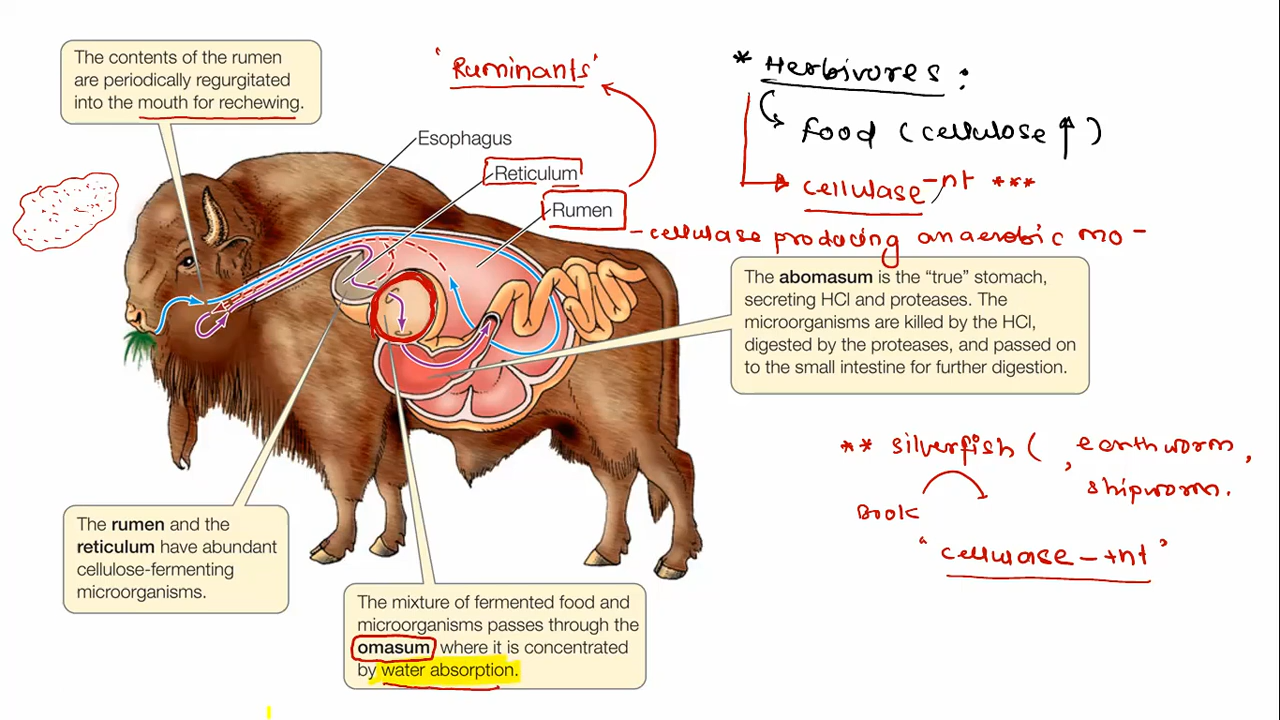 The contents of the rumen
are periodically regurgitated
into the mouth for rechewing.
'Ruminants'
* Herbivores :
food (cellulose ↑)
cellulase -nt ***
Esophagus
Reticulum
Rumen
-cellulase producing anaerobic mo -
The abomasum is the “true” stomach,
secreting HCl and proteases. The
microorganisms are killed by the HCl,
digested by the proteases, and passed on
to the small intestine for further digestion.
** silverfish ( , earthworm,
shipworm.
Book
"cellulase - +nt"
The rumen and the
reticulum have abundant
cellulose-fermenting
microorganisms.
The mixture of fermented food and
microorganisms passes through the
omasum where it is concentrated
by water absorption.